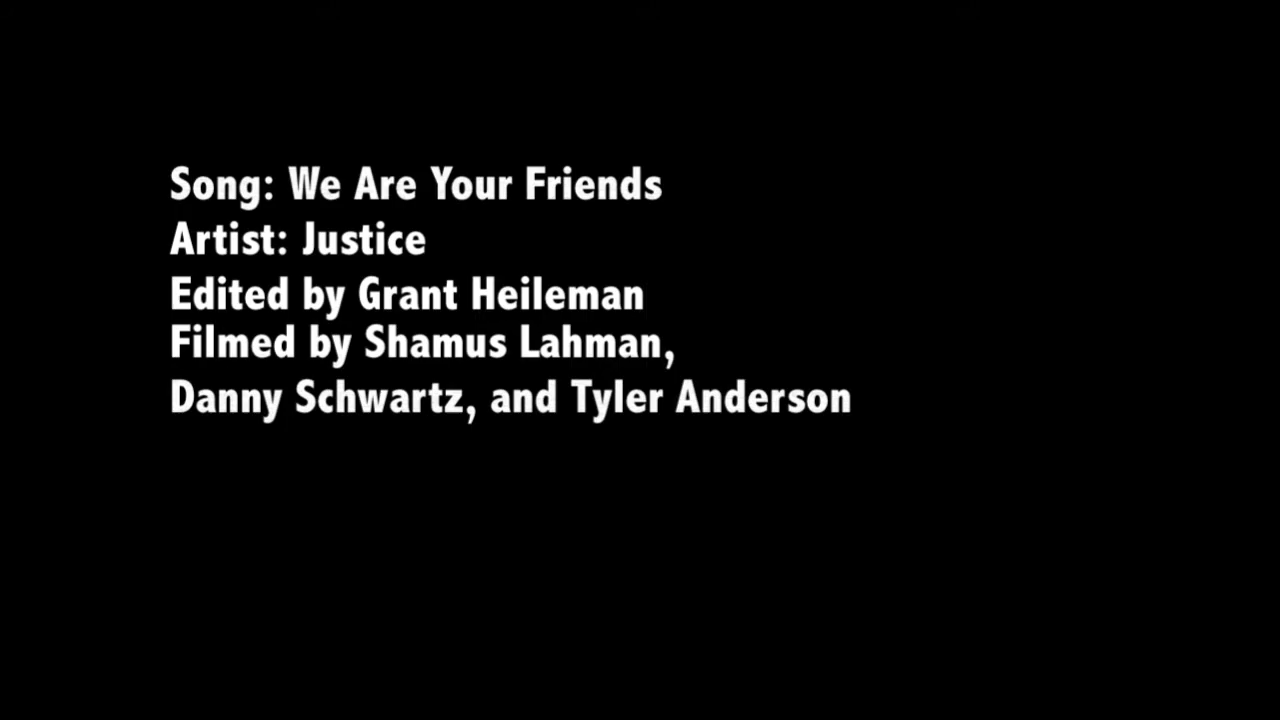 Song: We Are Your Friends
Artist: Justice
Edited by Grant Heileman
Filmed by Shamus Lahman,
Danny Schwartz, and Tyler Anderson